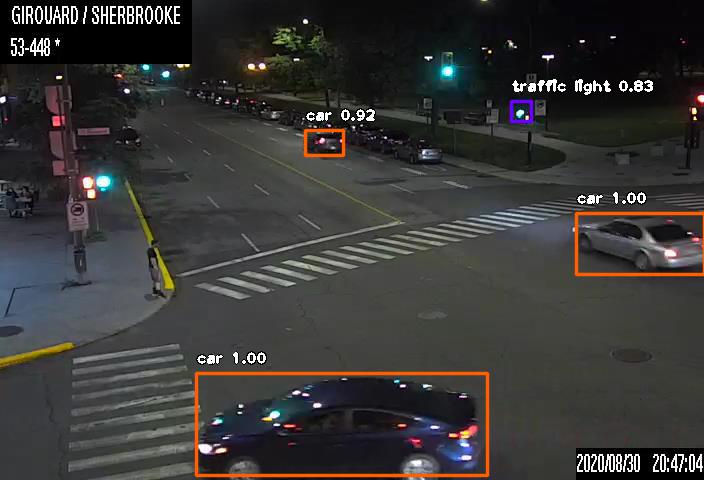 GIROUARD / SHERBROOKE
53-448 *
traffic light 0.83
car 0.92
car 1.00
car 1.00
2020/08/30 20:47:04